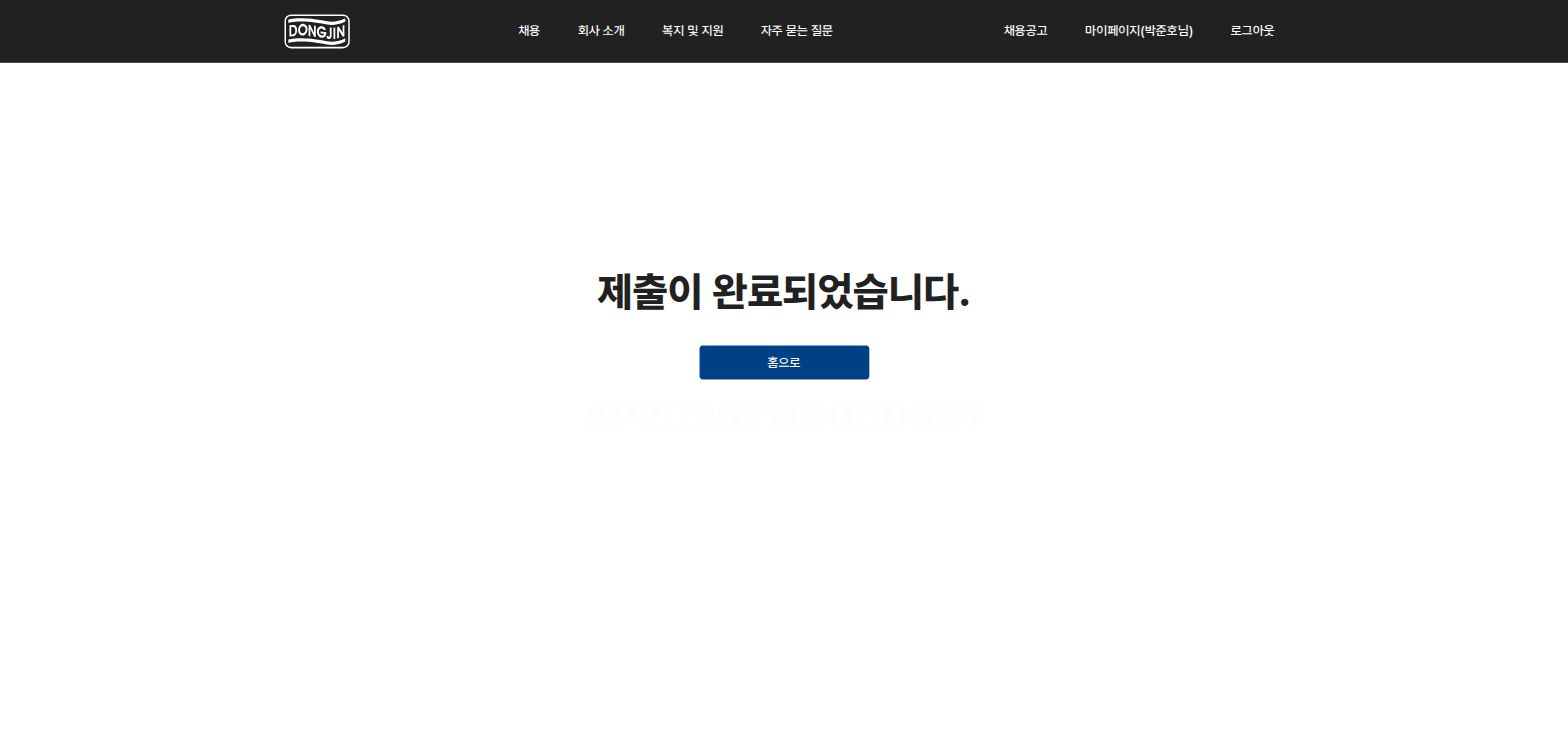 DONGJIN
채용 회사 소개 복지 및 지원 자주 묻는 질문 채용공고 마이페이지(박준호님) 로그아웃
제출이 완료되었습니다.
홈으로
AP20261113050607